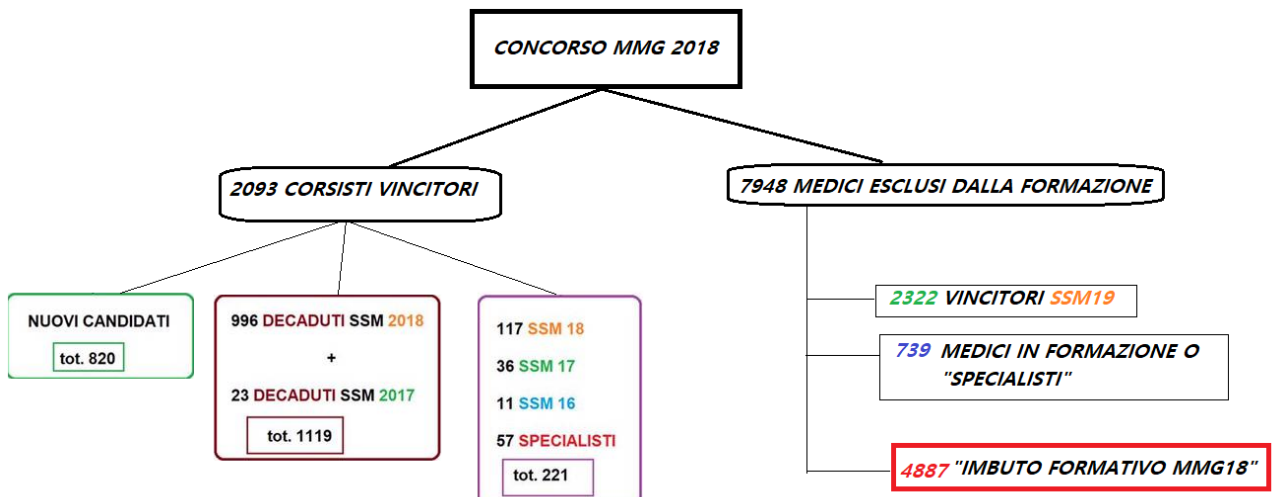 CONCORSO MMG 2018
2093 CORSISTI VINCITORI
7948 MEDICI ESCLUSI DALLA FORMAZIONE
NUOVI CANDIDATI
tot. 820
996 DECADUTI SSM 2018
+
23 DECADUTI SSM 2017
tot. 1119
117 SSM 18
36 SSM 17
11 SSM 16
57 SPECIALISTI
tot. 221
2322 VINCITORI SSM19
739 MEDICI IN FORMAZIONE O
"SPECIALISTI"
4887 "IMBUTO FORMATIVO MMG18"